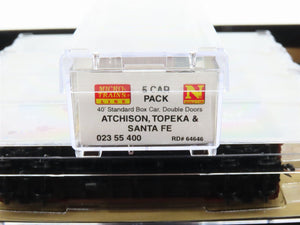 MICRO-TRAINS
LINE
5 CAR
PACK
N
40' Standard Box Car, Double Doors
ATCHISON, TOPEKA &
SANTA FE
023 55 400
RD# 64646